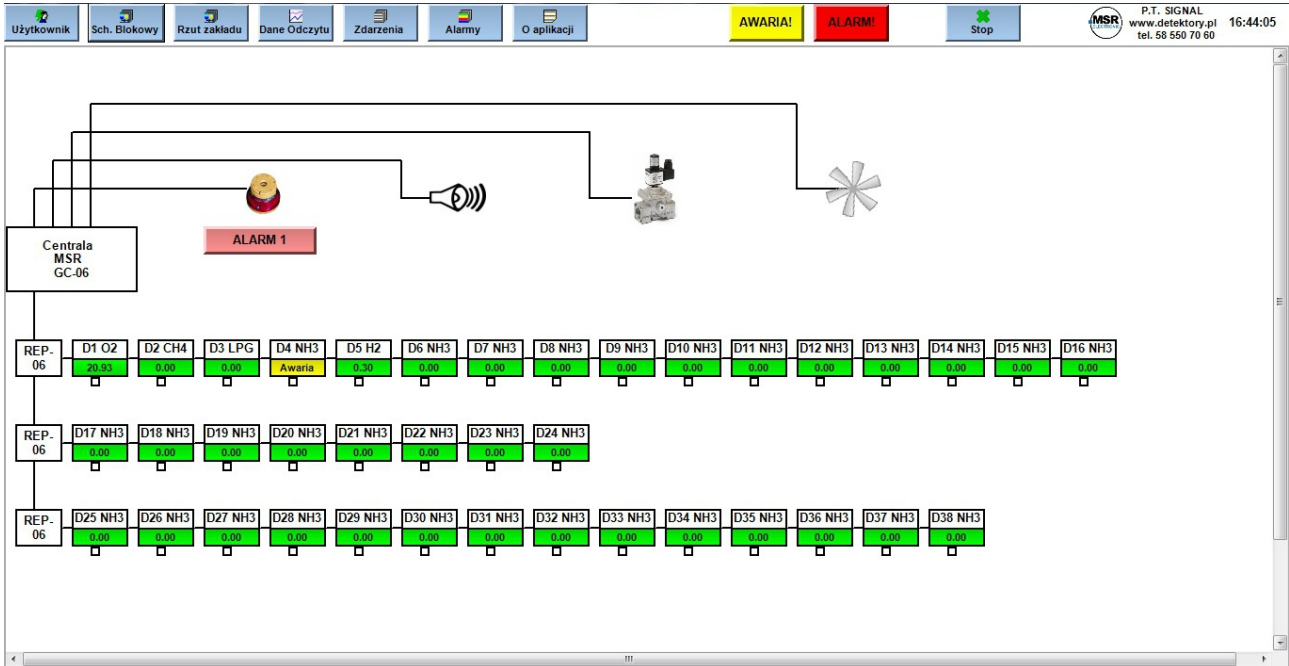 Użytkownik
Sch. Blokowy
Rzut zakładu
Dane Odczytu
Zdarzenia
Alarmy
O aplikacji
AWARIA!
ALARM!
Stop
MSR
P.T. SIGNAL
www.detektory.pl
tel. 58 550 70 60
16:44:05
ALARM 1
Centrala
MSR
GC-06
REP-
06
D1 O2 D2 CH4 D3 LPG D4 NH3 D5 H2 D6 NH3 D7 NH3 D8 NH3 D9 NH3 D10 NH3 D11 NH3 D12 NH3 D13 NH3 D14 NH3 D15 NH3 D16 NH3
20.93 0.00 0.00 Awaria 0.30 0.00 0.00 0.00 0.00 0.00 0.00 0.00 0.00 0.00 0.00 0.00
REP-
06
D17 NH3 D18 NH3 D19 NH3 D20 NH3 D21 NH3 D22 NH3 D23 NH3 D24 NH3
0.00 0.00 0.00 0.00 0.00 0.00 0.00 0.00
REP-
06
D25 NH3 D26 NH3 D27 NH3 D28 NH3 D29 NH3 D30 NH3 D31 NH3 D32 NH3 D33 NH3 D34 NH3 D35 NH3 D36 NH3 D37 NH3 D38 NH3
0.00 0.00 0.00 0.00 0.00 0.00 0.00 0.00 0.00 0.00 0.00 0.00 0.00 0.00